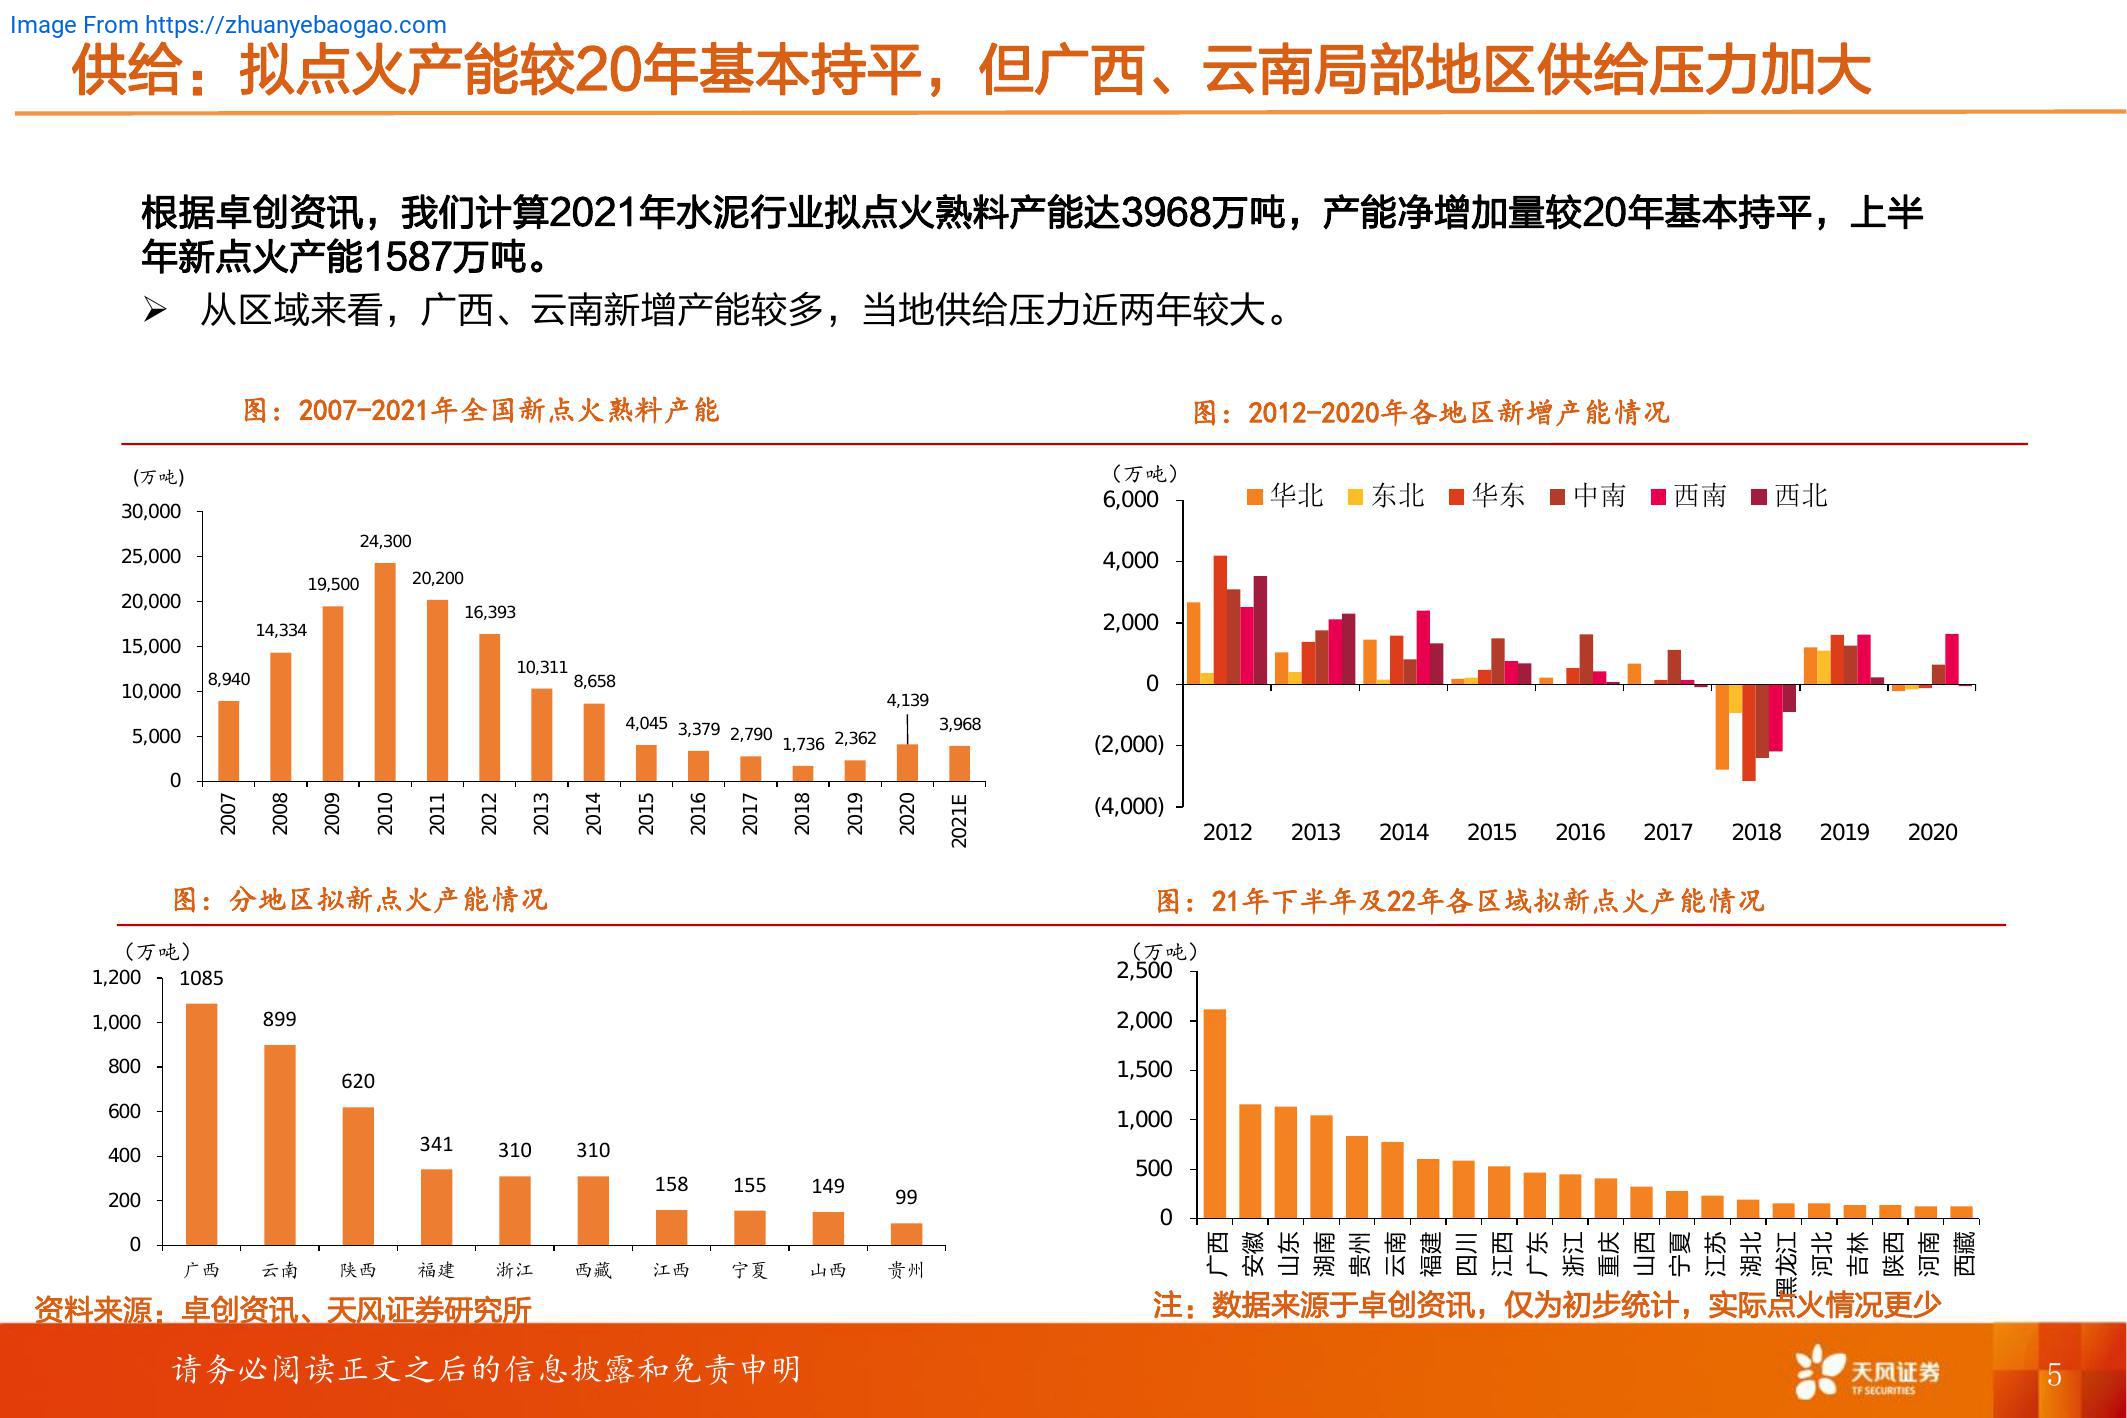 Image From https://zhuanyebaogao.com
供给：拟点火产能较20年基本持平，但广西、云南局部地区供给压力加大
根据卓创资讯，我们计算2021年水泥行业拟点火熟料产能达3968万吨，产能净增加量较20年基本持平，上半
年新点火产能1587万吨。
➢ 从区域来看，广西、云南新增产能较多，当地供给压力近两年较大。
图：2007-2021年全国新点火熟料产能
(万吨)
30,000
25,000
20,000
15,000
10,000
5,000
0
8,940
14,334
19,500
24,300
20,200
16,393
10,311
8,658
4,045
3,379
2,790
1,736
2,362
4,139
3,968
2007
2008
2009
2010
2011
2012
2013
2014
2015
2016
2017
2018
2019
2020
2021E
图：2012-2020年各地区新增产能情况
（万吨）
华北 东北 华东 中南 西南 西北
6,000
4,000
2,000
0
(2,000)
(4,000)
2012 2013 2014 2015 2016 2017 2018 2019 2020
图：分地区拟新点火产能情况
（万吨）
1,200
1,000
800
600
400
200
0
1085
899
620
341
310
310
158
155
149
99
广西 云南 陕西 福建 浙江 西藏 江西 宁夏 山西 贵州
图：21年下半年及22年各区域拟新点火产能情况
（万吨）
2,500
2,000
1,500
1,000
500
0
广西
安徽
山东
湖南
贵州
云南
福建
四川
江西
广东
浙江
重庆
山西
宁夏
江苏
湖北
黑龙江
河北
吉林
陕西
河南
西藏
资料来源：卓创资讯、天风证券研究所
注：数据来源于卓创资讯，仅为初步统计，实际点火情况更少
请务必阅读正文之后的信息披露和免责申明
天风证券
TF SECURITIES
5